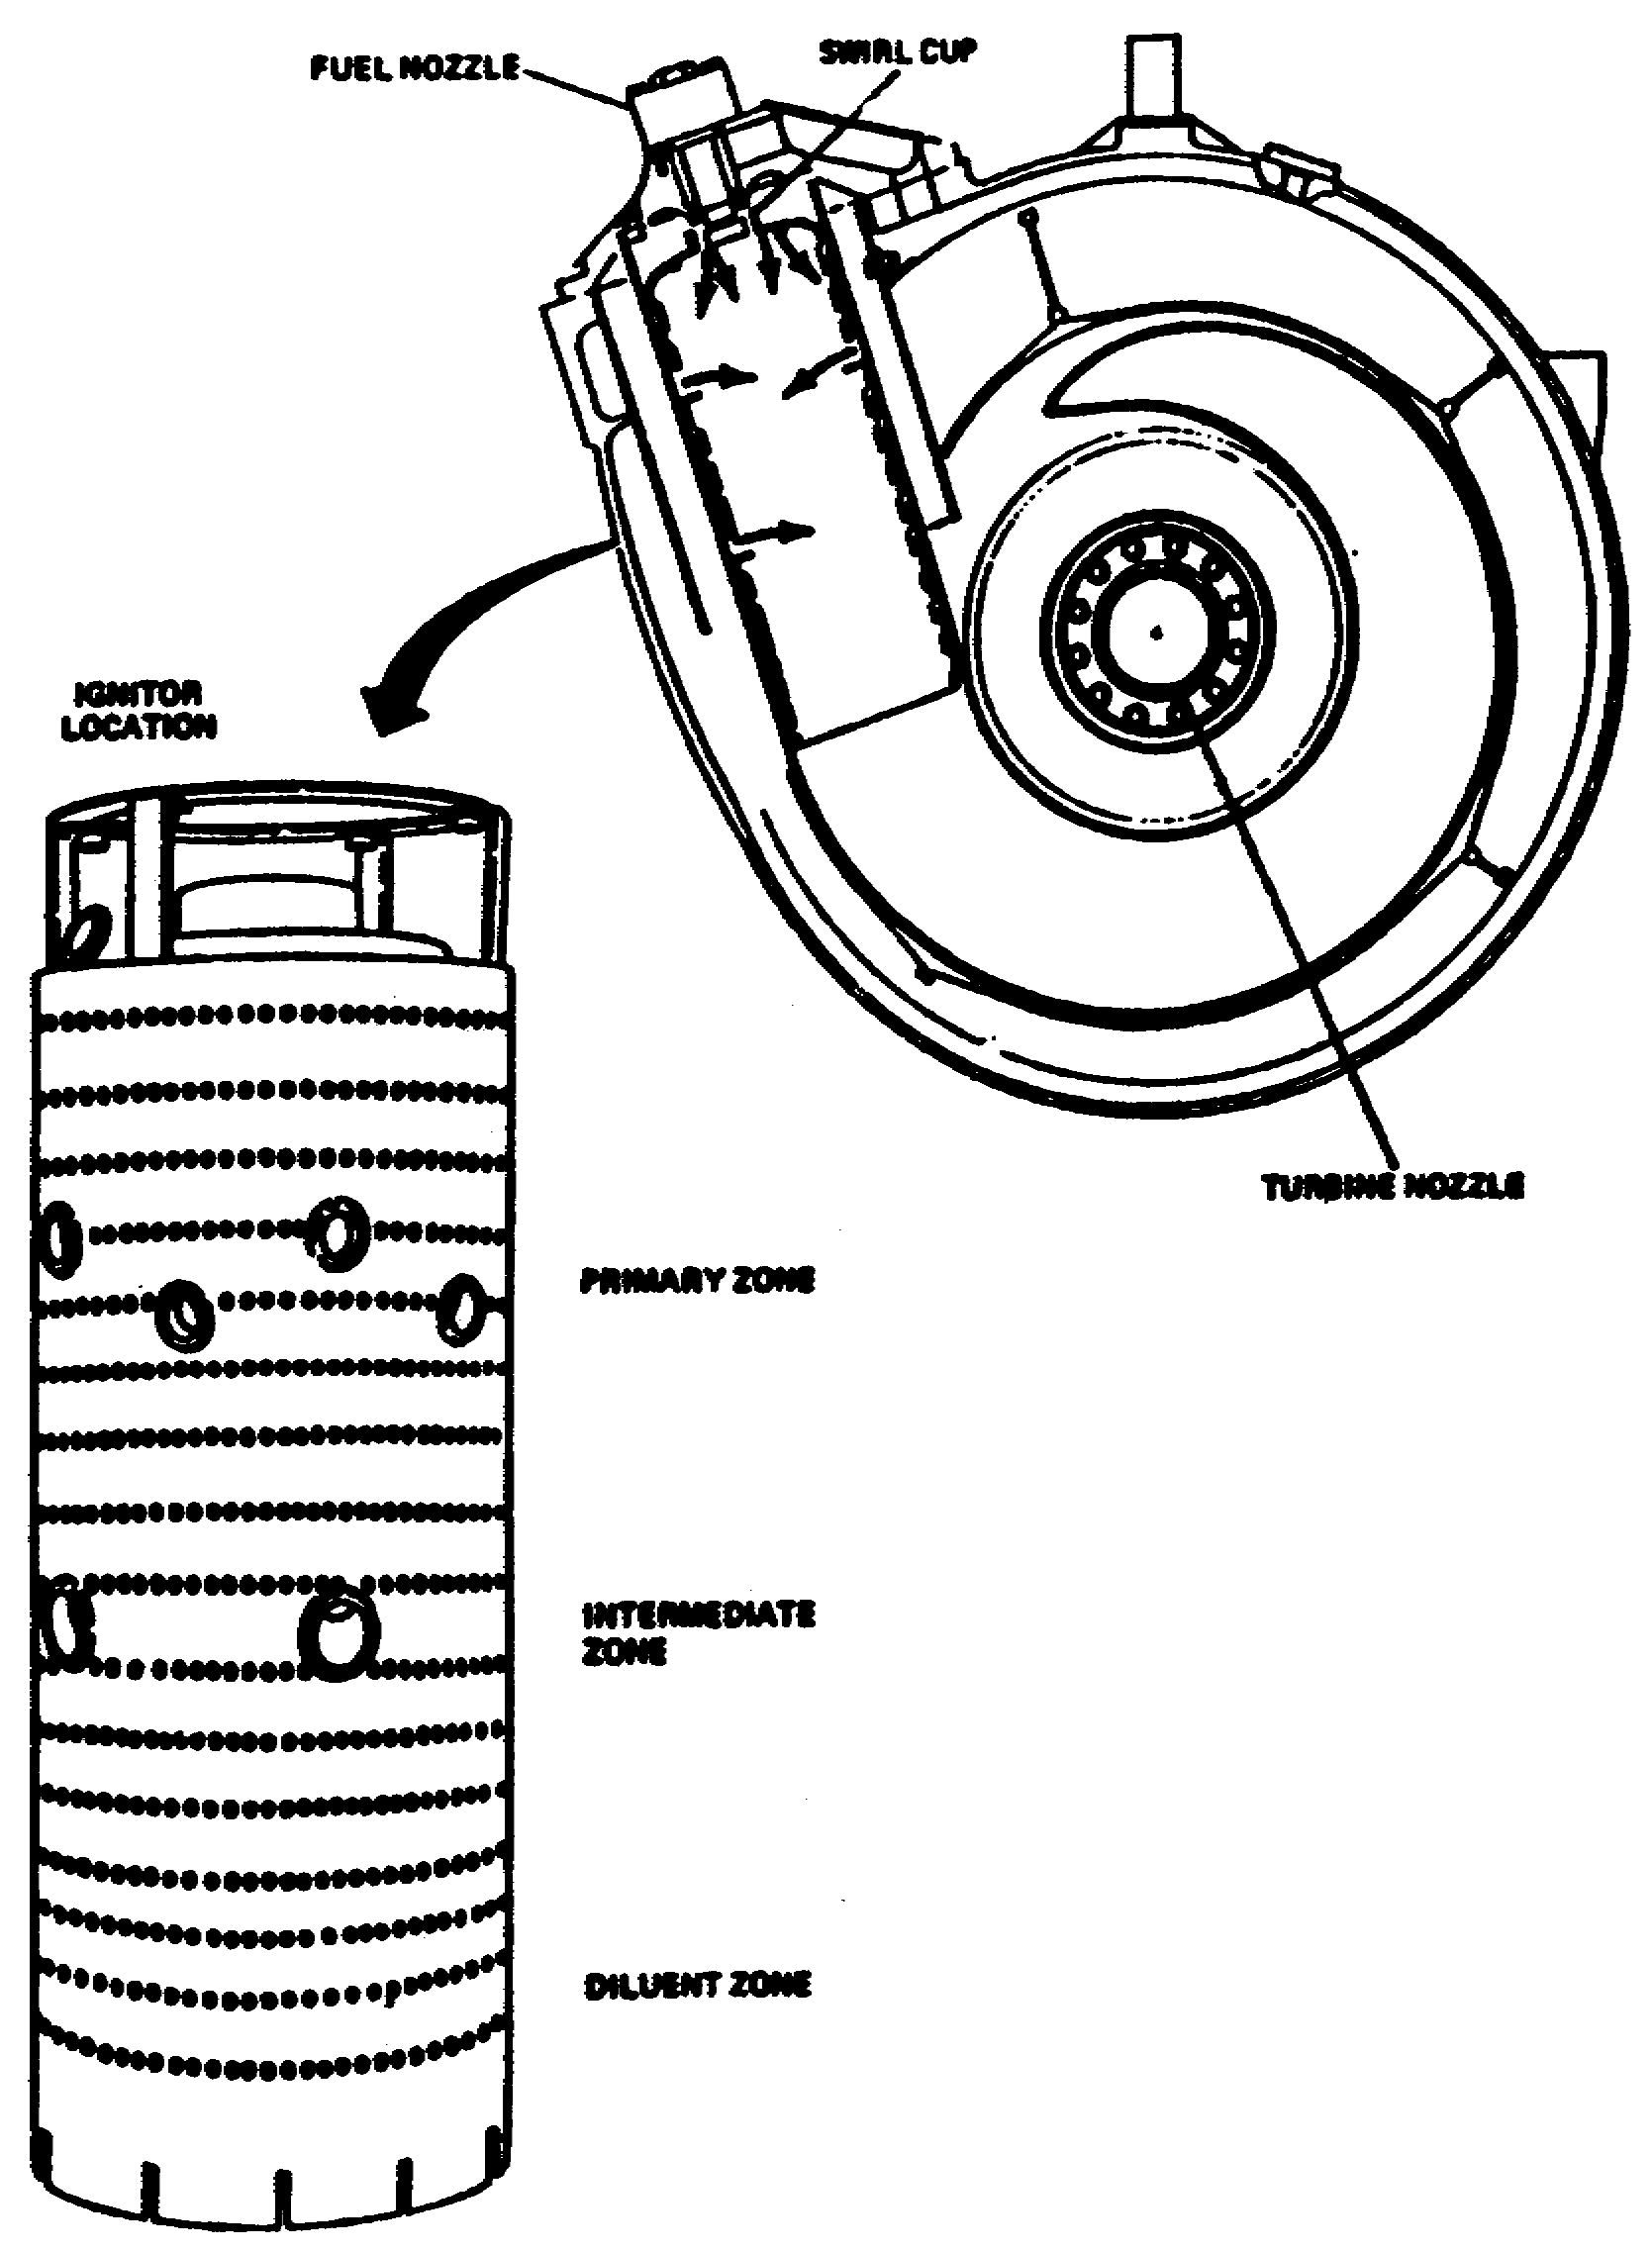 FUEL NOZZLE
SWIRL CUP
IGNITOR
LOCATION
TURBINE NOZZLE
PRIMARY ZONE
INTERMEDIATE
ZONE
DILUENT ZONE